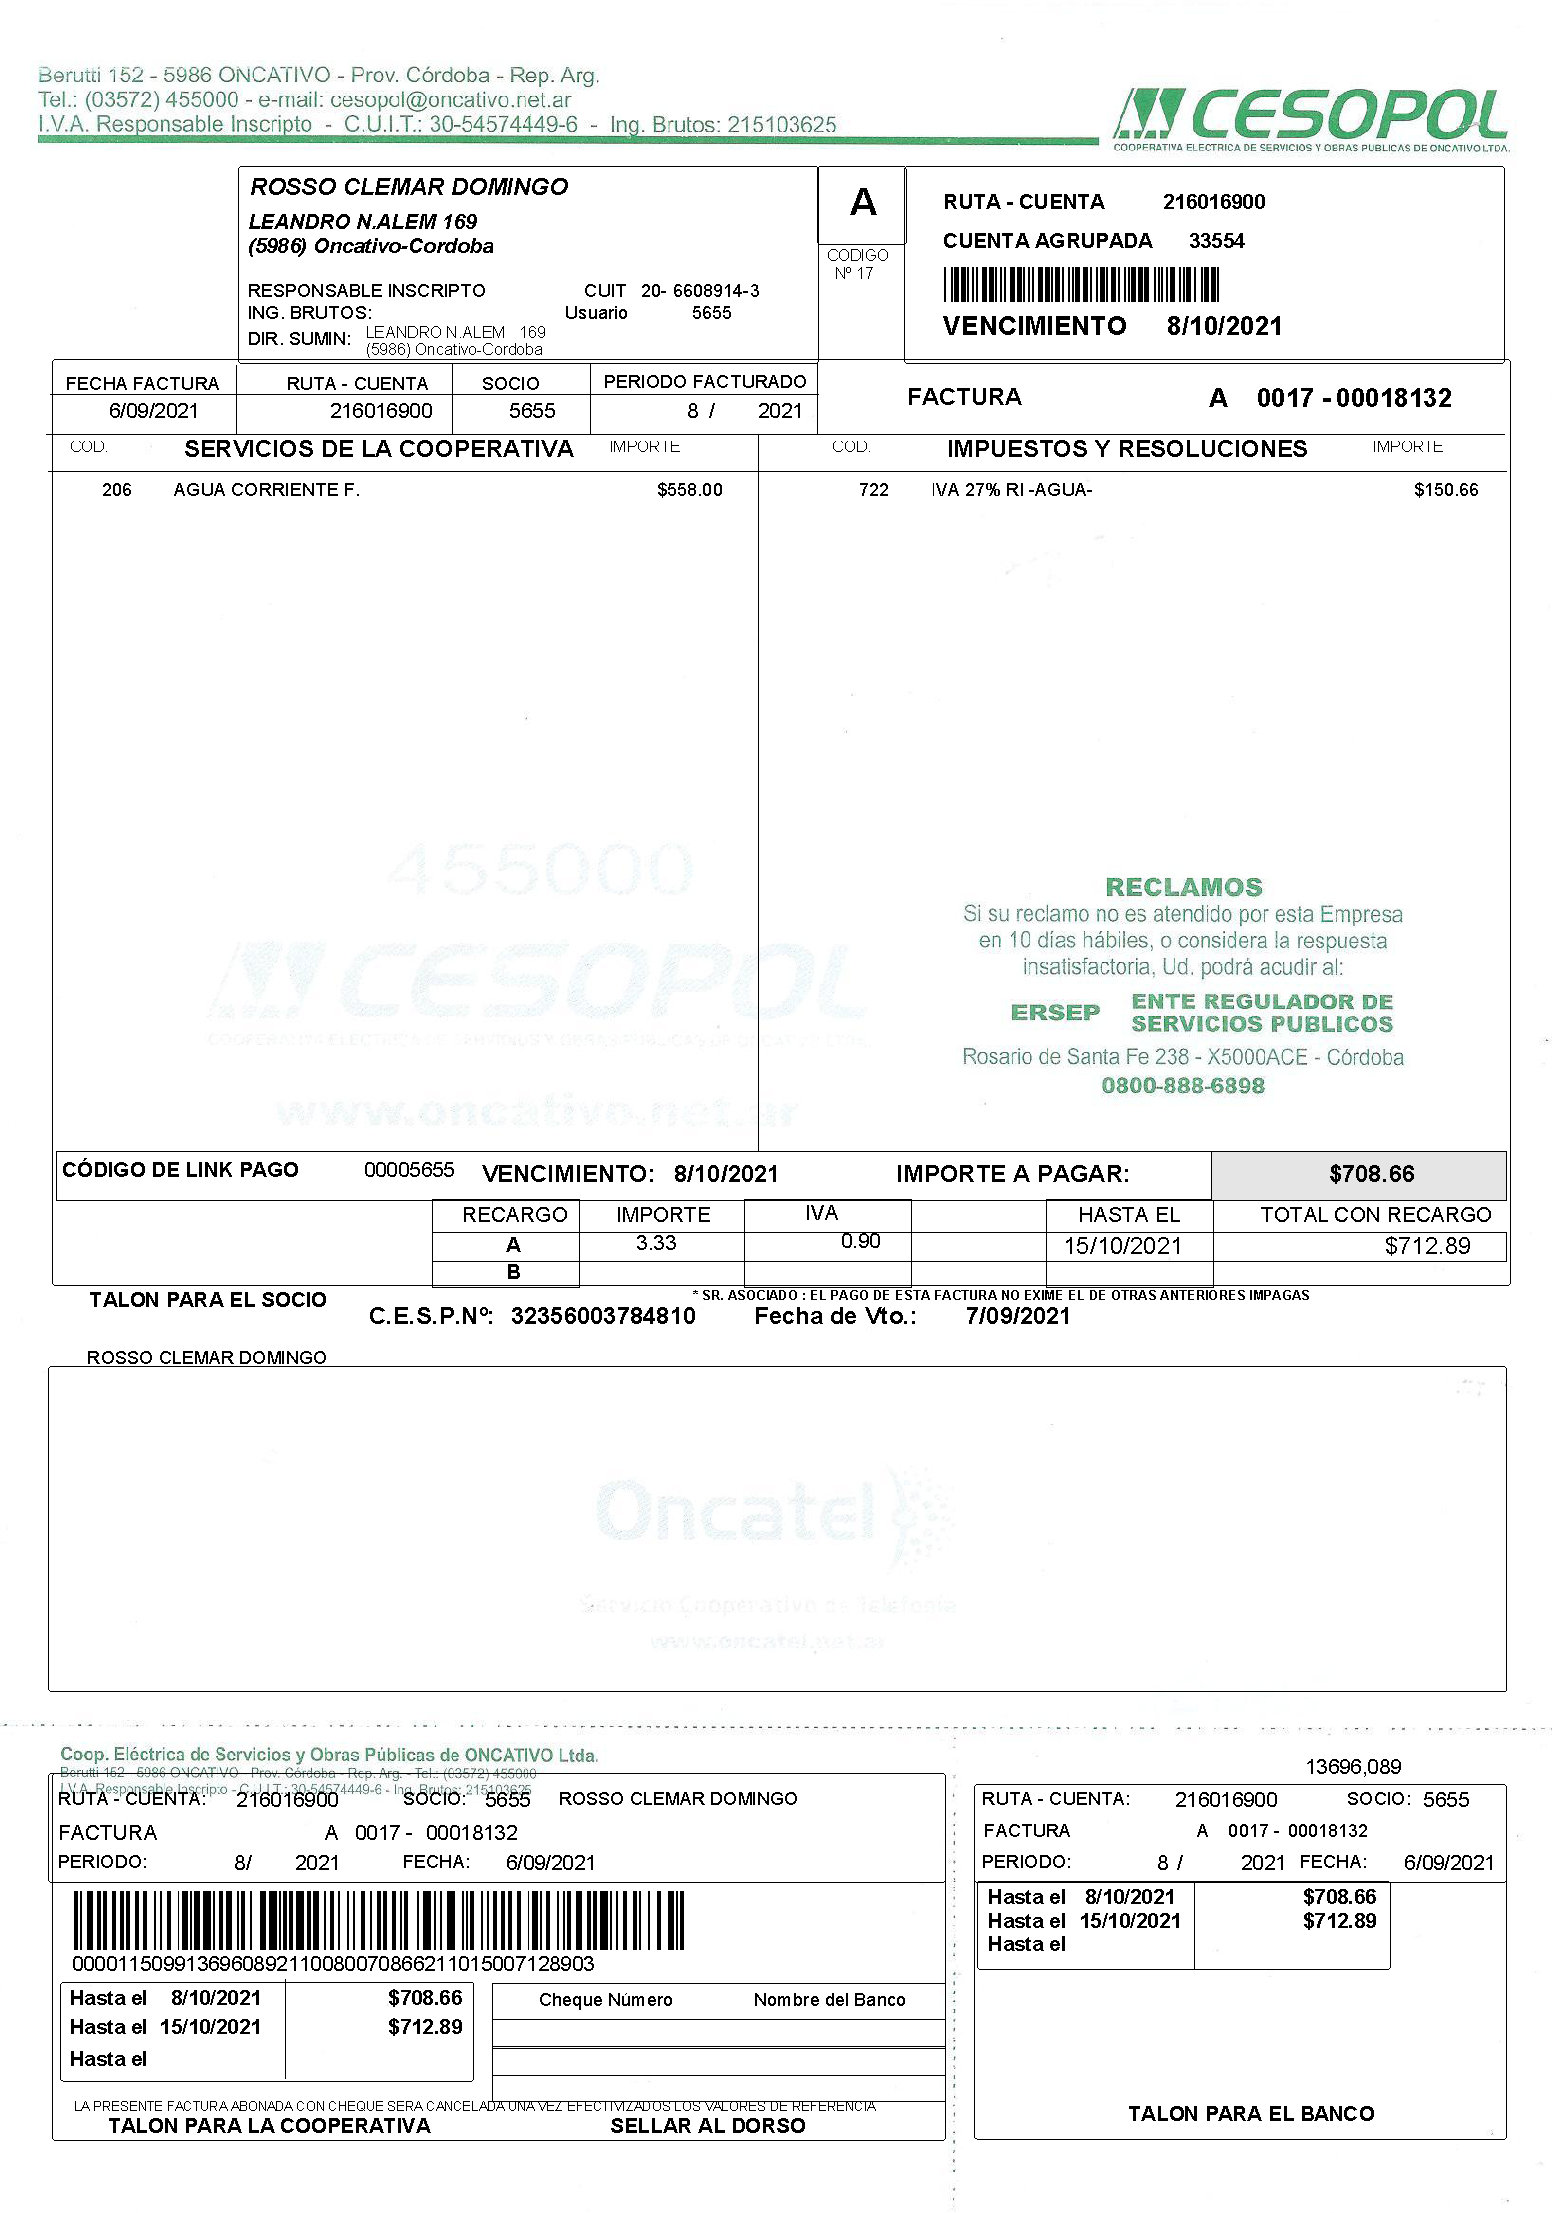 Berutti 152 - 5986 ONCATIVO - Prov. Córdoba - Rep. Arg.
Tel.: (03572) 455000 - e-mail: cesopol@oncativo.net.ar
I.V.A. Responsable Inscripto - C.U.I.T.: 30-54574449-6 - Ing. Brutos: 215103625
CESOPOL
COOPERATIVA ELECTRICA DE SERVICIOS Y OBRAS PUBLICAS DE ONCATIVO LTDA.
ROSSO CLEMAR DOMINGO
LEANDRO N.ALEM 169
(5986) Oncativo-Cordoba
RESPONSABLE INSCRIPTO CUIT 20- 6608914-3
ING. BRUTOS: Usuario 5655
DIR. SUMIN: LEANDRO N.ALEM 169
(5986) Oncativo-Cordoba
A
CODIGO
Nº 17
RUTA - CUENTA 216016900
CUENTA AGRUPADA 33554
VENCIMIENTO 8/10/2021
FECHA FACTURA RUTA - CUENTA SOCIO PERIODO FACTURADO
6/09/2021 216016900 5655 8 / 2021
FACTURA A 0017 - 00018132
COD. SERVICIOS DE LA COOPERATIVA IMPORTE COD. IMPUESTOS Y RESOLUCIONES IMPORTE
206 AGUA CORRIENTE F. $558.00 722 IVA 27% RI -AGUA- $150.66
455000
CESOPOL
COOPERATIVA ELECTRICA DE SERVICIOS Y OBRAS PUBLICAS DE ONCATIVO LTDA.
www.oncativo.net.ar
RECLAMOS
Si su reclamo no es atendido por esta Empresa
en 10 días hábiles, o considera la respuesta
insatisfactoria, Ud. podrá acudir al:
ERSEP ENTE REGULADOR DE
SERVICIOS PUBLICOS
Rosario de Santa Fe 238 - X5000ACE - Córdoba
0800-888-6898
CÓDIGO DE LINK PAGO 00005655 VENCIMIENTO: 8/10/2021 IMPORTE A PAGAR: $708.66
RECARGO IMPORTE IVA HASTA EL TOTAL CON RECARGO
A 3.33 0.90 15/10/2021 $712.89
B
TALON PARA EL SOCIO
* SR. ASOCIADO : EL PAGO DE ESTA FACTURA NO EXIME EL DE OTRAS ANTERIORES IMPAGAS
C.E.S.P.Nº: 32356003784810 Fecha de Vto.: 7/09/2021
ROSSO CLEMAR DOMINGO
Oncatel
Servicio Cooperativo de Telefonía
www.oncatel.net.ar
Coop. Eléctrica de Servicios y Obras Públicas de ONCATIVO Ltda.
Berutti 152 - 5986 ONCATIVO - Prov. Córdoba - Rep. Arg. - Tel.: (03572) 455000
I.V.A. Responsable Inscripto - C.U.I.T.: 30-54574449-6 - Ing. Brutos: 215103625
RUTA - CUENTA: 216016900 SOCIO: 5655 ROSSO CLEMAR DOMINGO
FACTURA A 0017 - 00018132
PERIODO: 8/ 2021 FECHA: 6/09/2021
0000115099136960892110080070866211015007128903
Hasta el 8/10/2021 $708.66
Hasta el 15/10/2021 $712.89
Hasta el
Cheque Número Nombre del Banco
LA PRESENTE FACTURA ABONADA CON CHEQUE SERA CANCELADA UNA VEZ EFECTIVIZADOS LOS VALORES DE REFERENCIA
TALON PARA LA COOPERATIVA SELLAR AL DORSO
13696,089
RUTA - CUENTA: 216016900 SOCIO: 5655
FACTURA A 0017 - 00018132
PERIODO: 8 / 2021 FECHA: 6/09/2021
Hasta el 8/10/2021 $708.66
Hasta el 15/10/2021 $712.89
Hasta el
TALON PARA EL BANCO